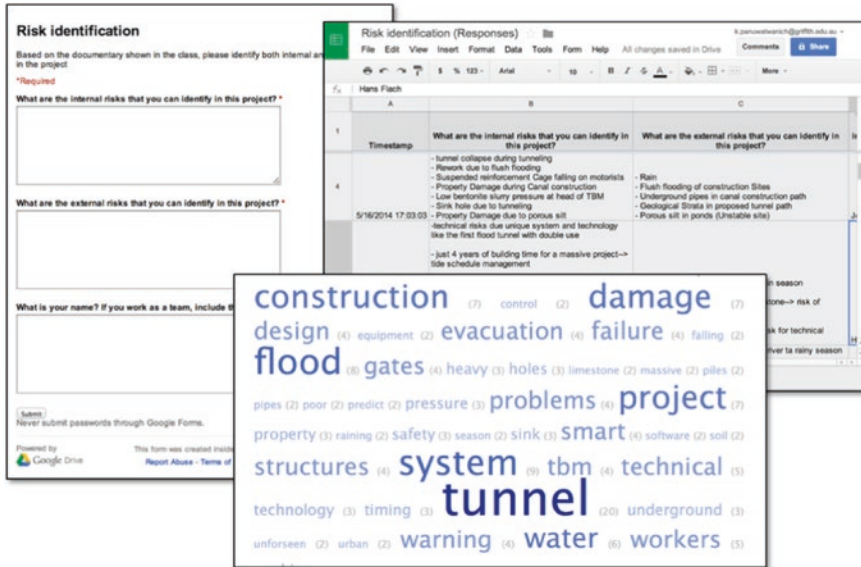 Risk identification
Based on the documentary shown in the class, please identify both internal an
in the project
*Required
What are the internal risks that you can identify in this project? *
What are the external risks that you can identify in this project? *
What is your name? If you work as a team, include th
Submit
Never submit passwords through Google Forms.
Powered by
Google Drive
This form was created inside
Report Abuse - Terms of
Risk identification (Responses)
k.panuwatwanich@griffith.edu.au
File Edit View Insert Format Data Tools Form Help All changes saved in Drive
Comments
Share
$ % 123 Arial 10 B I S A More
fx Hans Flach
A B C
1 Timestamp What are the internal risks that you can identify in this project? What are the external risks that you can identify in this project?
4
5/16/2014 17:03:03
- tunnel collapse during tunneling
- Rework due to flush flooding
- Suspended reinforcement Cage falling on motorists
- Property Damage during Canal construction
- Low bentonite slurry pressure at head of TBM
- Sink hole due to tunneling
- Property Damage due to porous silt
- Rain
- Flush flooding of construction Sites
- Underground pipes in canal construction path
- Geological Strata in proposed tunnel path
- Porous silt in ponds (Unstable site)
-technical risks due unique system and technology
like the first flood tunnel with double use
- just 4 years of building time for a massive project-->
tide schedule management
in season
one--> risk of
sk for technical
river ta rainy season
construction (7) control (2) damage (7)
design (4) equipment (2) evacuation (4) failure (4) falling (2)
flood (8) gates (4) heavy (3) holes (3) limestone (2) massive (2) piles (2)
pipes (2) poor (2) predict (2) pressure (3) problems (4) project (7)
property (3) raining (2) safety (3) season (2) sink (3) smart (4) software (2) soil (2)
structures (4) system (9) tbm (4) technical (5)
technology (3) timing (3) tunnel (20) underground (3)
unforseen (2) urban (2) warning (4) water (6) workers (5)